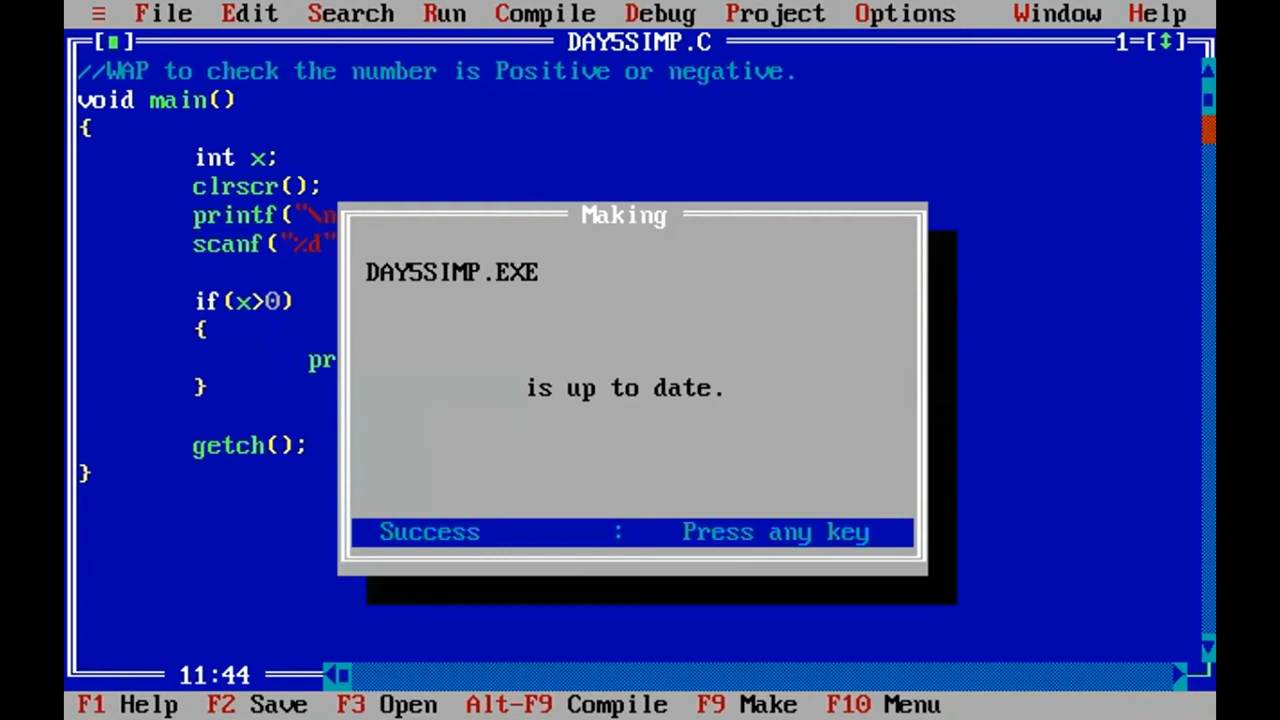 ≡ File Edit Search Run Compile Debug Project Options Window Help
[■] DAY5SIMP.C 1=[↕]
//WAP to check the number is Positive or negative.
void main()
{
int x;
clrscr();
printf("\n
scanf("%d"
if(x>0)
{
pr
}
getch();
}
Making
DAY5SIMP.EXE
is up to date.
Success : Press any key
11:44
F1 Help F2 Save F3 Open Alt-F9 Compile F9 Make F10 Menu